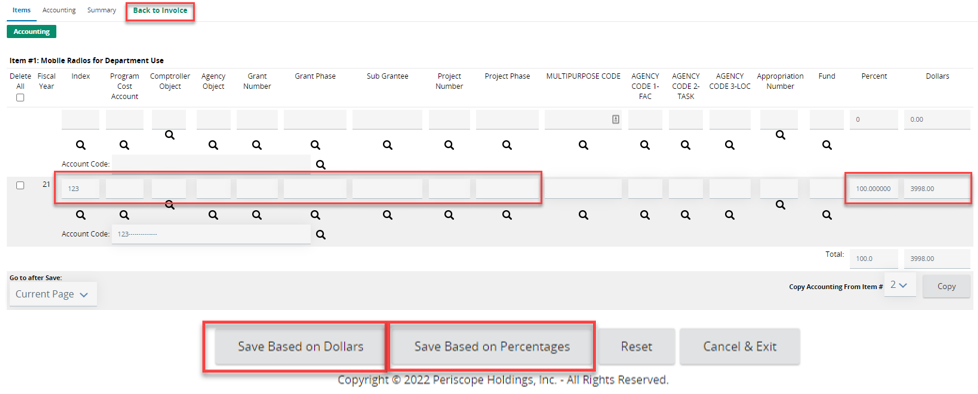 Items Accounting Summary Back to Invoice
Accounting
Item #1: Mobile Radios for Department Use
Delete All Fiscal Year Index Program Cost Account Comptroller Object Agency Object Grant Number Grant Phase Sub Grantee Project Number Project Phase MULTIPURPOSE CODE AGENCY CODE 1-FAC AGENCY CODE 2-TASK AGENCY CODE 3-LOC Appropriation Number Fund Percent Dollars
0 0.00
Account Code:
21 123 100.000000 3998.00
Account Code: 123-------------
Total: 100.0 3998.00
Go to after Save:
Current Page
Copy Accounting From Item # 2 Copy
Save Based on Dollars Save Based on Percentages Reset Cancel & Exit
Copyright © 2022 Periscope Holdings, Inc. - All Rights Reserved.